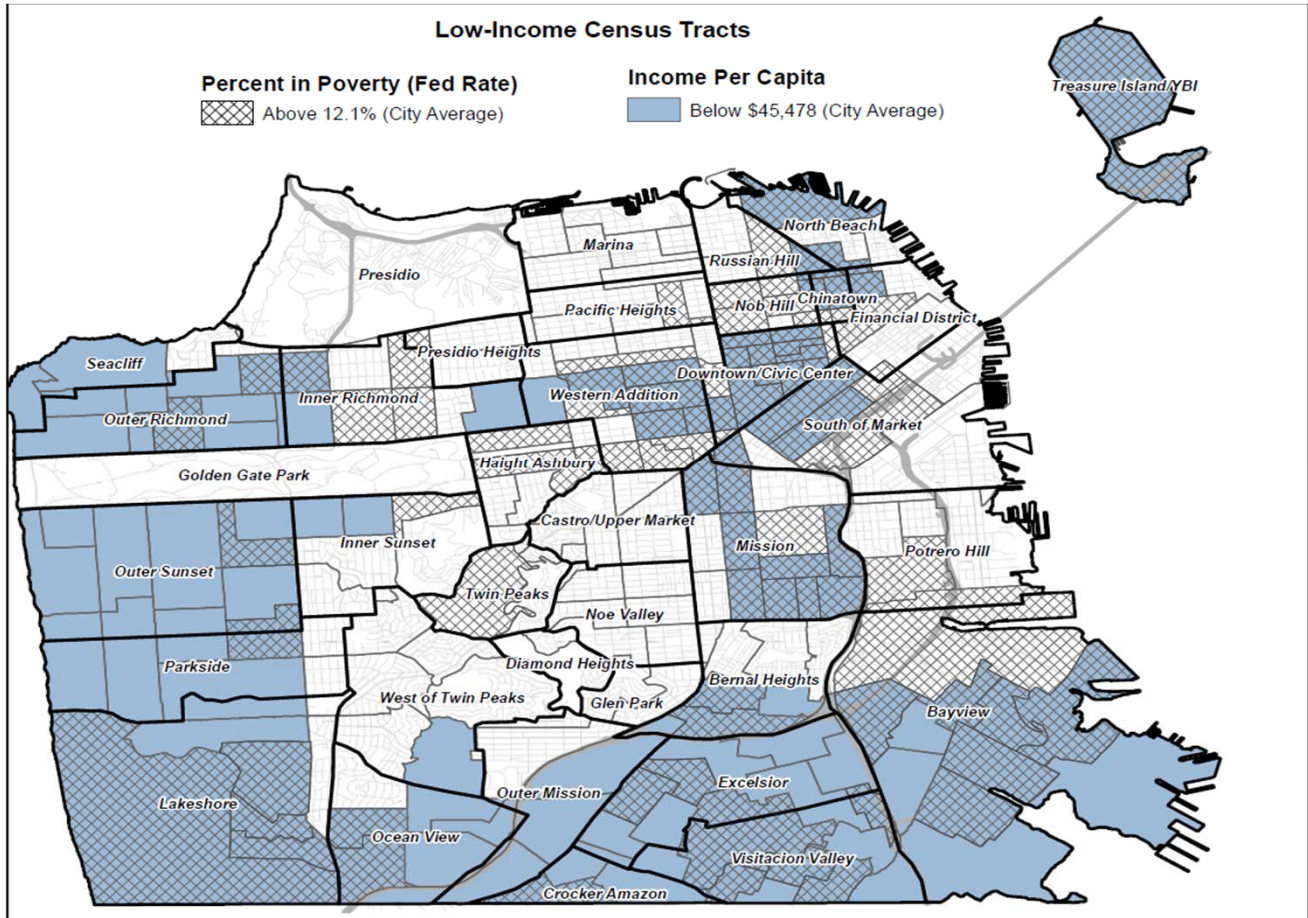 Low-Income Census Tracts
Percent in Poverty (Fed Rate)
Above 12.1% (City Average)
Income Per Capita
Below $45,478 (City Average)
Treasure Island/YBI
North Beach
Marina
Russian Hill
Presidio
Chinatown
Nob Hill
Pacific Heights
Financial District
Presidio Heights
Seacliff
Downtown/Civic Center
Western Addition
Inner Richmond
Outer Richmond
South of Market
Haight Ashbury
Golden Gate Park
Castro/Upper Market
Inner Sunset
Mission
Potrero Hill
Outer Sunset
Twin Peaks
Noe Valley
Diamond Heights
Parkside
Bernal Heights
West of Twin Peaks
Glen Park
Bayview
Excelsior
Outer Mission
Lakeshore
Ocean View
Visitacion Valley
Crocker Amazon